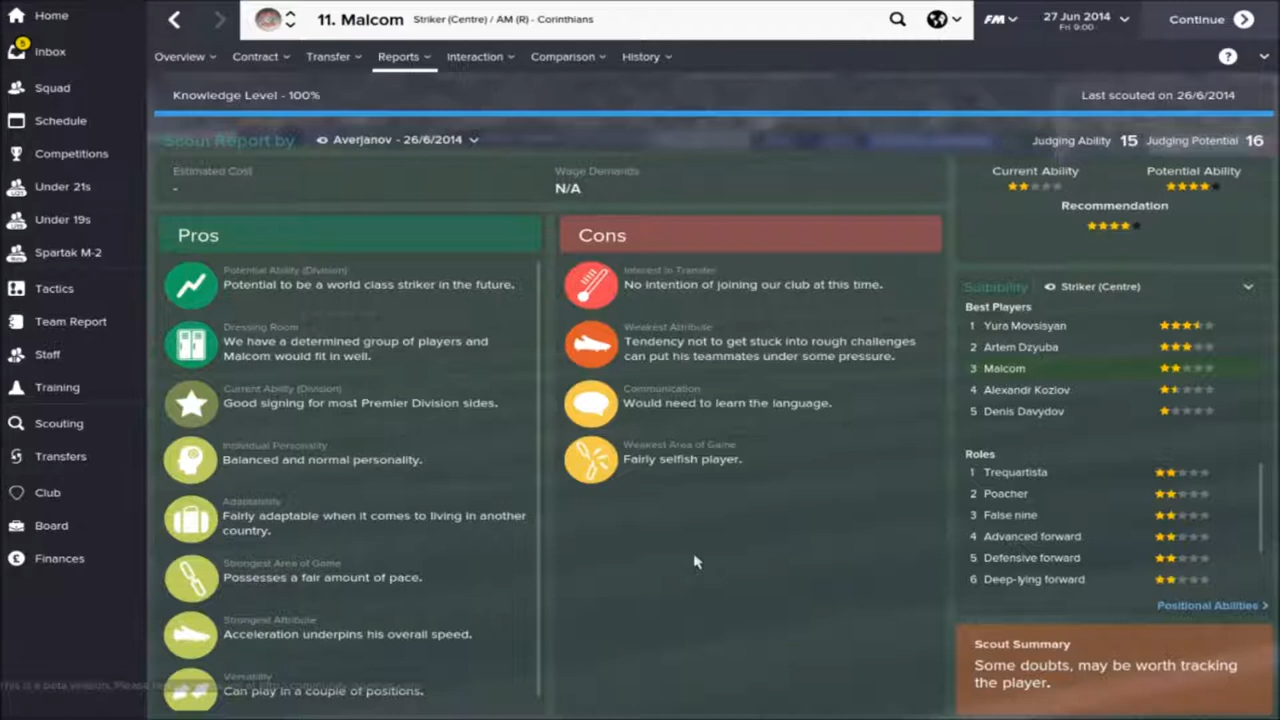 Home
11. Malcom Striker (Centre) / AM (R) - Corinthians
FM
27 Jun 2014
Fri 9:00
Continue
5
Inbox
Overview Contract Transfer Reports Interaction Comparison History
?
Squad
Schedule
Competitions
Under 21s
Under 19s
Spartak M-2
Tactics
Team Report
Staff
Training
Scouting
Transfers
Club
Board
Finances
Knowledge Level - 100%
Last scouted on 26/6/2014
Scout Report by
Averjanov - 26/6/2014
Judging Ability 15 Judging Potential 16
Estimated Cost
-
Wage Demands
N/A
Current Ability
Potential Ability
Recommendation
Pros
Potential Ability (Division)
Potential to be a world class striker in the future.
Dressing Room
We have a determined group of players and
Malcom would fit in well.
Current Ability (Division)
Good signing for most Premier Division sides.
Individual Personality
Balanced and normal personality.
Adaptability
Fairly adaptable when it comes to living in another
country.
Strongest Area of Game
Possesses a fair amount of pace.
Strongest Attribute
Acceleration underpins his overall speed.
Versatility
Can play in a couple of positions.
Cons
Interest in Transfer
No intention of joining our club at this time.
Weakest Attribute
Tendency not to get stuck into rough challenges
can put his teammates under some pressure.
Communication
Would need to learn the language.
Weakest Area of Game
Fairly selfish player.
Suitability
Striker (Centre)
Best Players
1 Yura Movsisyan
2 Artem Dzyuba
3 Malcom
4 Alexandr Kozlov
5 Denis Davydov
Roles
1 Trequartista
2 Poacher
3 False nine
4 Advanced forward
5 Defensive forward
6 Deep-lying forward
Positional Abilities >
Scout Summary
Some doubts, may be worth tracking
the player.
This is a beta version. Please